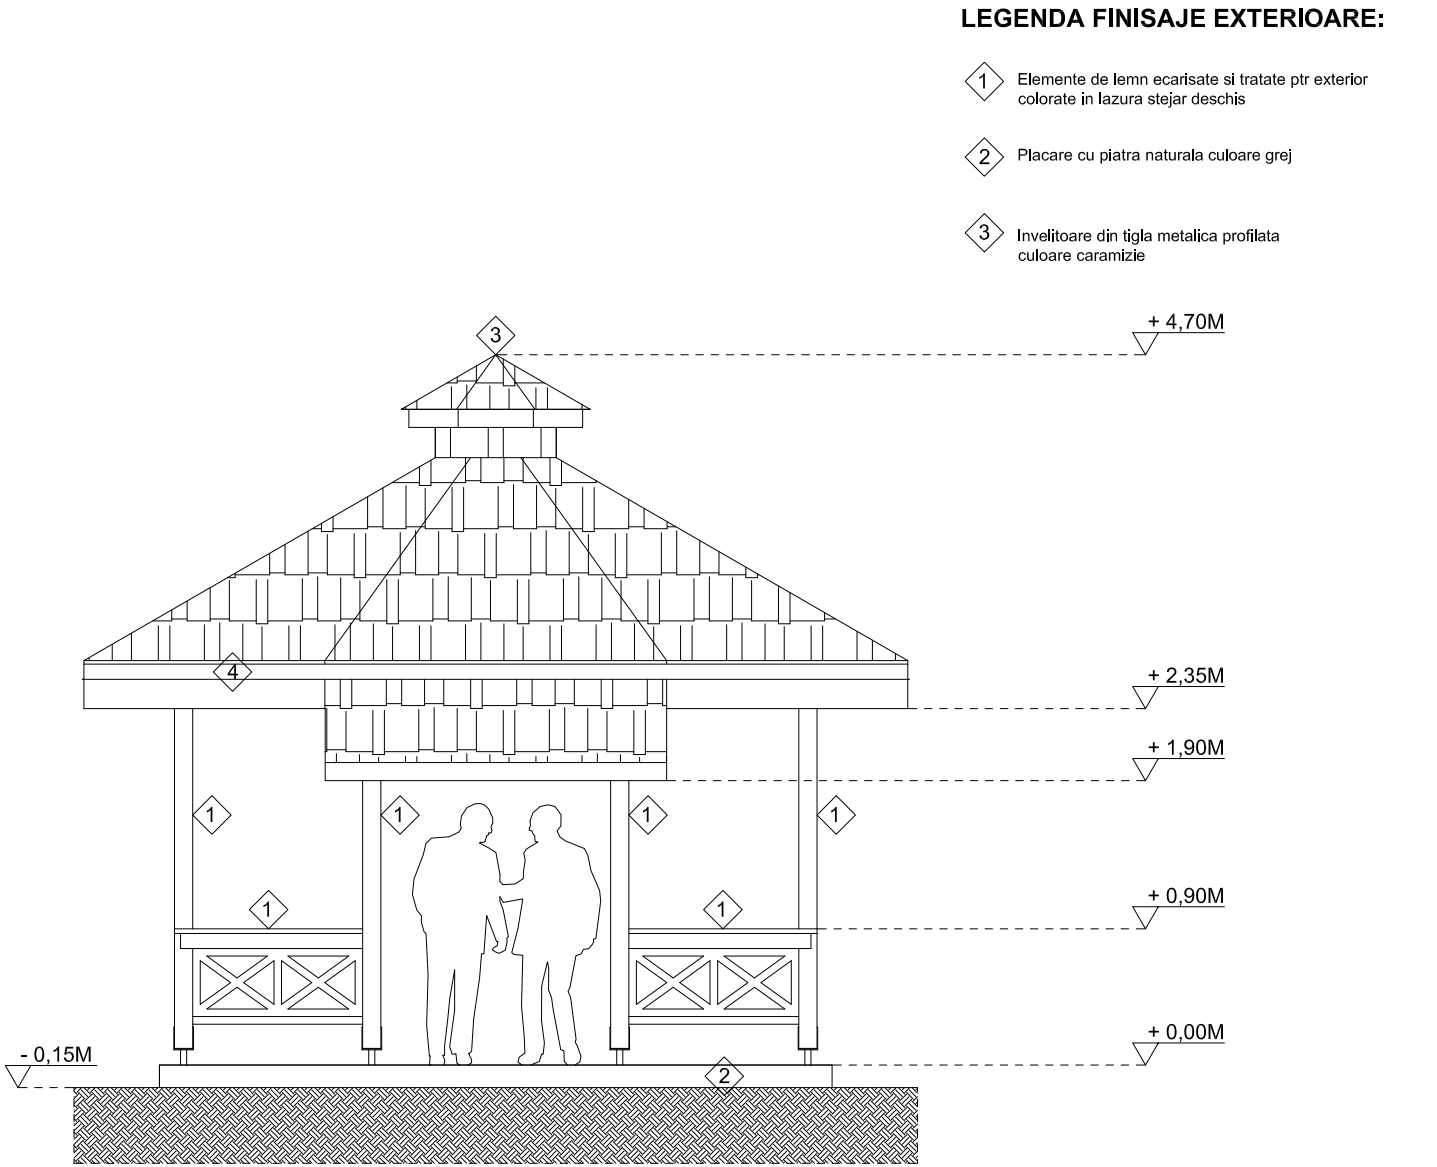 LEGENDA FINISAJE EXTERIOARE:
1
Elemente de lemn ecarisate si tratate ptr exterior
colorate in lazura stejar deschis
2
Placare cu piatra naturala culoare grej
3
Invelitoare din tigla metalica profilata
culoare caramizie
3
+ 4,70M
4
+ 2,35M
+ 1,90M
1
1
1
1
1
1
+ 0,90M
+ 0,00M
- 0,15M
2